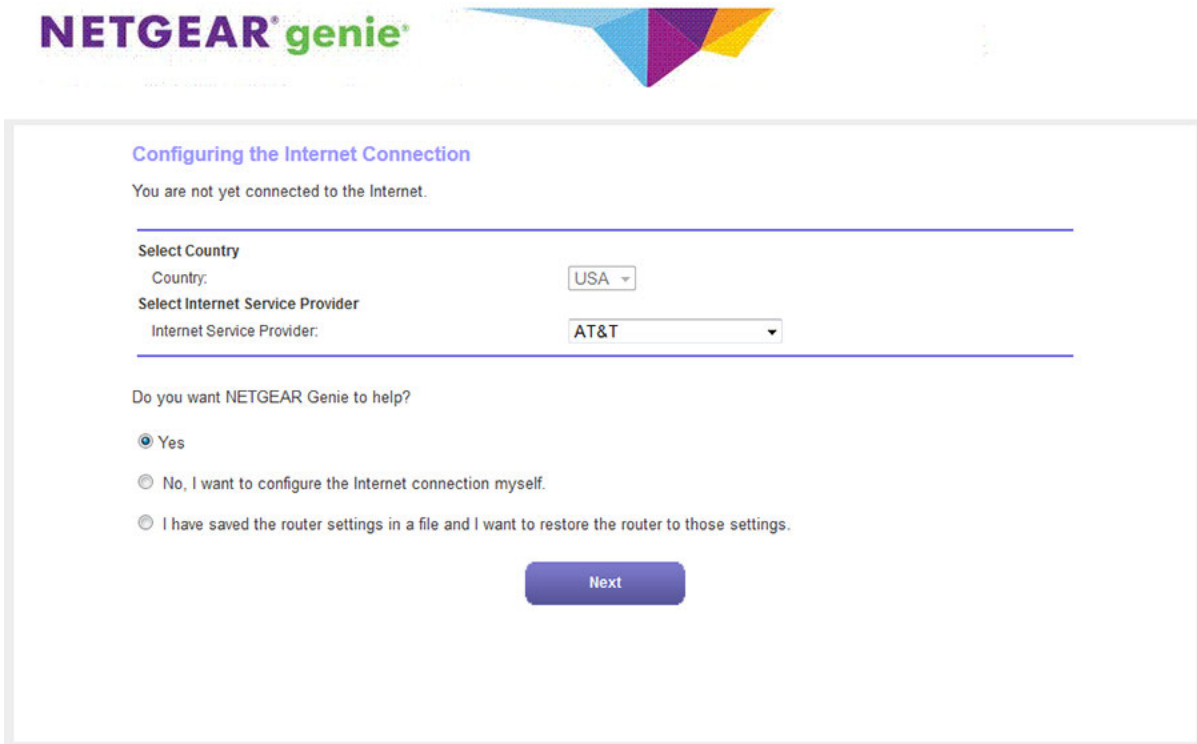 NETGEAR® genie®
Configuring the Internet Connection
You are not yet connected to the Internet.
Select Country
Country:
USA
Select Internet Service Provider
Internet Service Provider:
AT&T
Do you want NETGEAR Genie to help?
Yes
No, I want to configure the Internet connection myself.
I have saved the router settings in a file and I want to restore the router to those settings.
Next